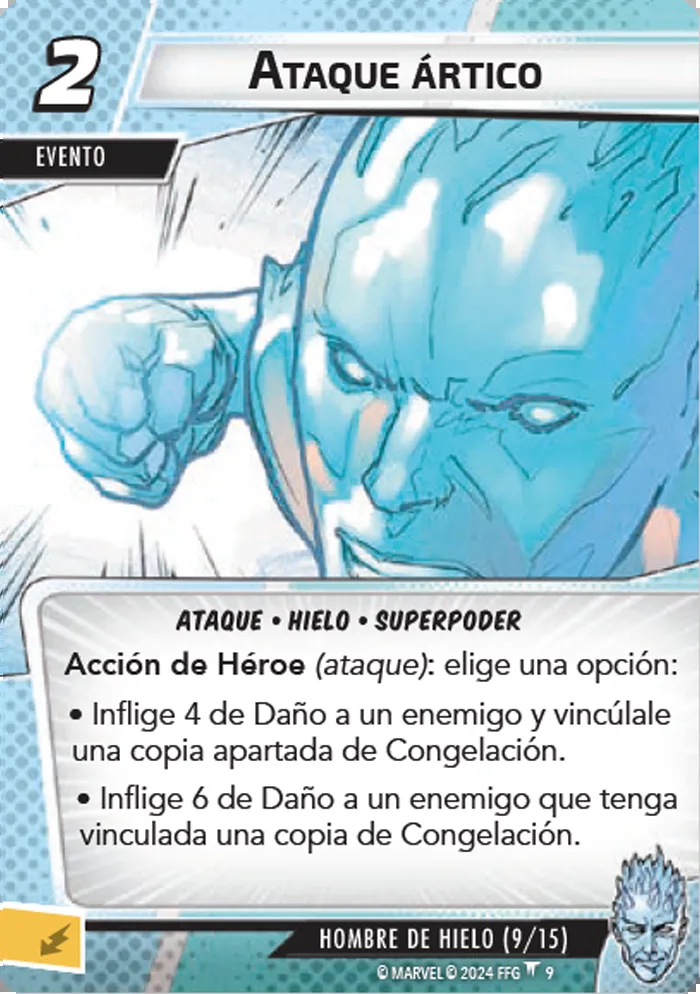 2
Ataque ártico
EVENTO
ATAQUE • HIELO • SUPERPODER
Acción de Héroe (ataque): elige una opción:
• Inflige 4 de Daño a un enemigo y vincúlale
una copia apartada de Congelación.
• Inflige 6 de Daño a un enemigo que tenga
vinculada una copia de Congelación.
HOMBRE DE HIELO (9/15)
© MARVEL © 2024 FFG 9